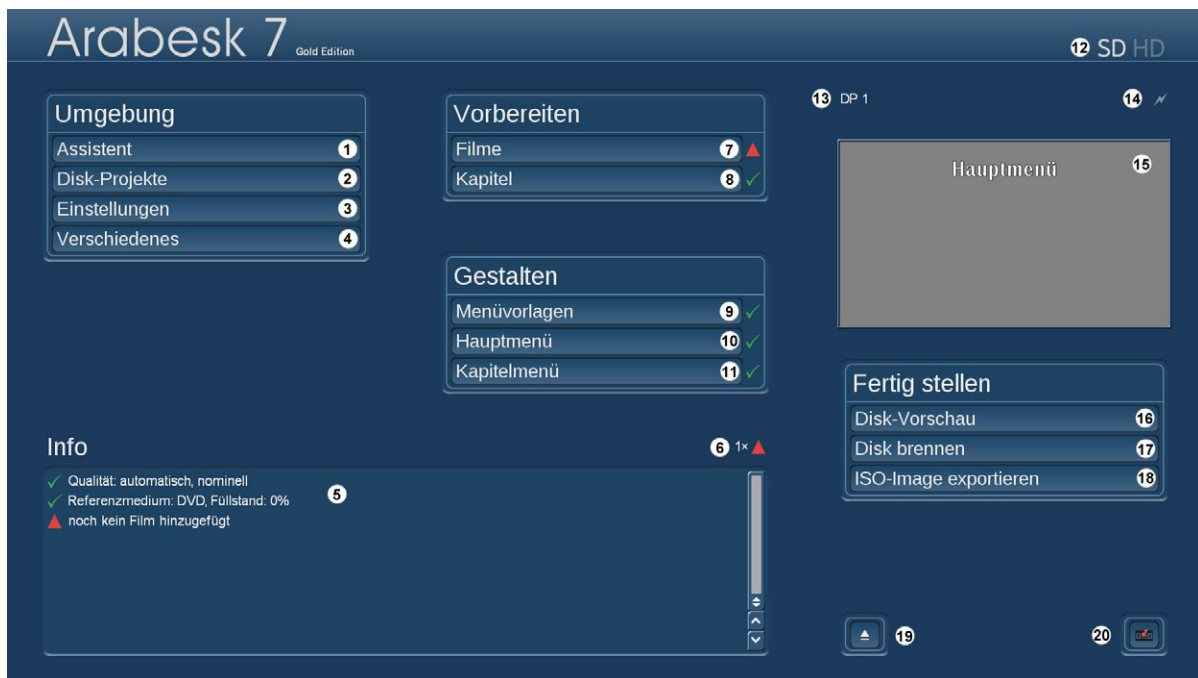 Arabesk 7 Gold Edition
12 SD HD
13 DP 1
14
Umgebung
Assistent 1
Disk-Projekte 2
Einstellungen 3
Verschiedenes 4
Vorbereiten
Filme 7
Kapitel 8
Gestalten
Menüvorlagen 9
Hauptmenü 10
Kapitelmenü 11
Hauptmenü 15
Fertig stellen
Disk-Vorschau 16
Disk brennen 17
ISO-Image exportieren 18
Info
6 1×
Qualität: automatisch, nominell
Referenzmedium: DVD, Füllstand: 0%
5
noch kein Film hinzugefügt
19
20